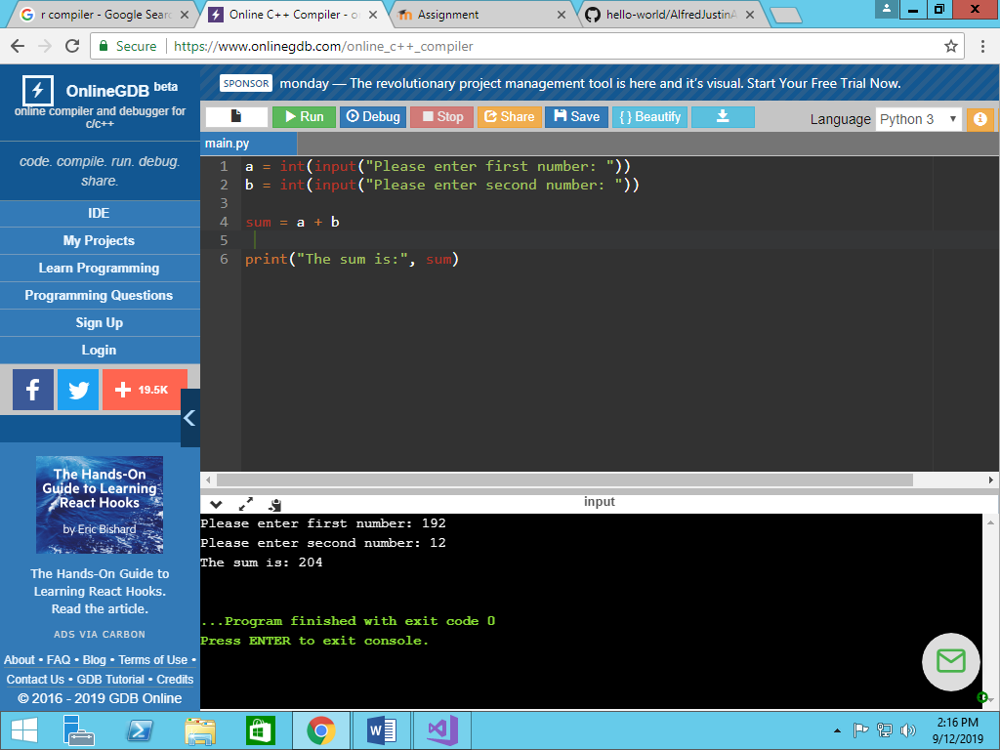 r compiler - Google Searc
Online C++ Compiler - o
Assignment
hello-world/AlfredJustinA
Secure
https://www.onlinegdb.com/online_c++_compiler
OnlineGDB beta
online compiler and debugger for
c/c++
code. compile. run. debug.
share.
IDE
My Projects
Learn Programming
Programming Questions
Sign Up
Login
19.5K
The Hands-On
Guide to Learning
React Hooks
by Eric Bishard
The Hands-On Guide to
Learning React Hooks.
Read the article.
ADS VIA CARBON
About • FAQ • Blog • Terms of Use •
Contact Us • GDB Tutorial • Credits
© 2016 - 2019 GDB Online
SPONSOR monday — The revolutionary project management tool is here and it's visual. Start Your Free Trial Now.
Run Debug Stop Share Save { } Beautify
Language Python 3
main.py
1 a = int(input("Please enter first number: "))
2 b = int(input("Please enter second number: "))
3
4 sum = a + b
5
6 print("The sum is:", sum)
input
Please enter first number: 192
Please enter second number: 12
The sum is: 204
...Program finished with exit code 0
Press ENTER to exit console.
2:16 PM
9/12/2019